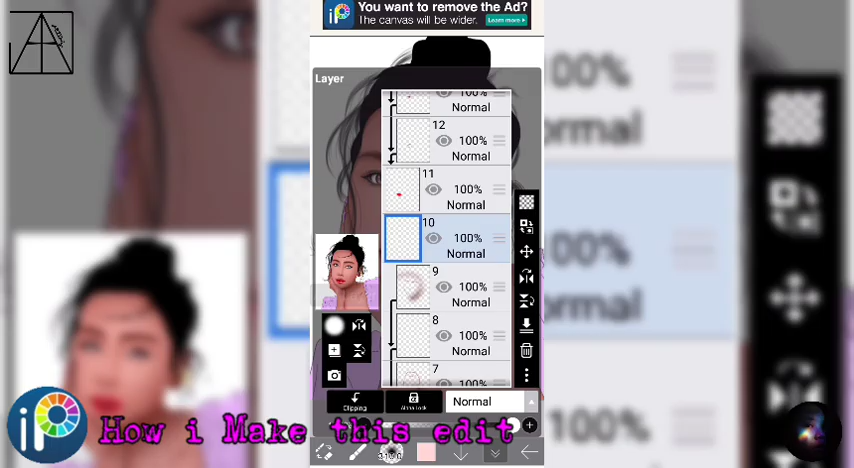 You want to remove the Ad?
The canvas will be wider.
Learn more
Layer
100%
Normal
12
100%
Normal
11
100%
Normal
10
100%
Normal
9
100%
Normal
8
100%
Normal
7
100%
Clipping
Alpha Lock
Normal
How i Make this edit